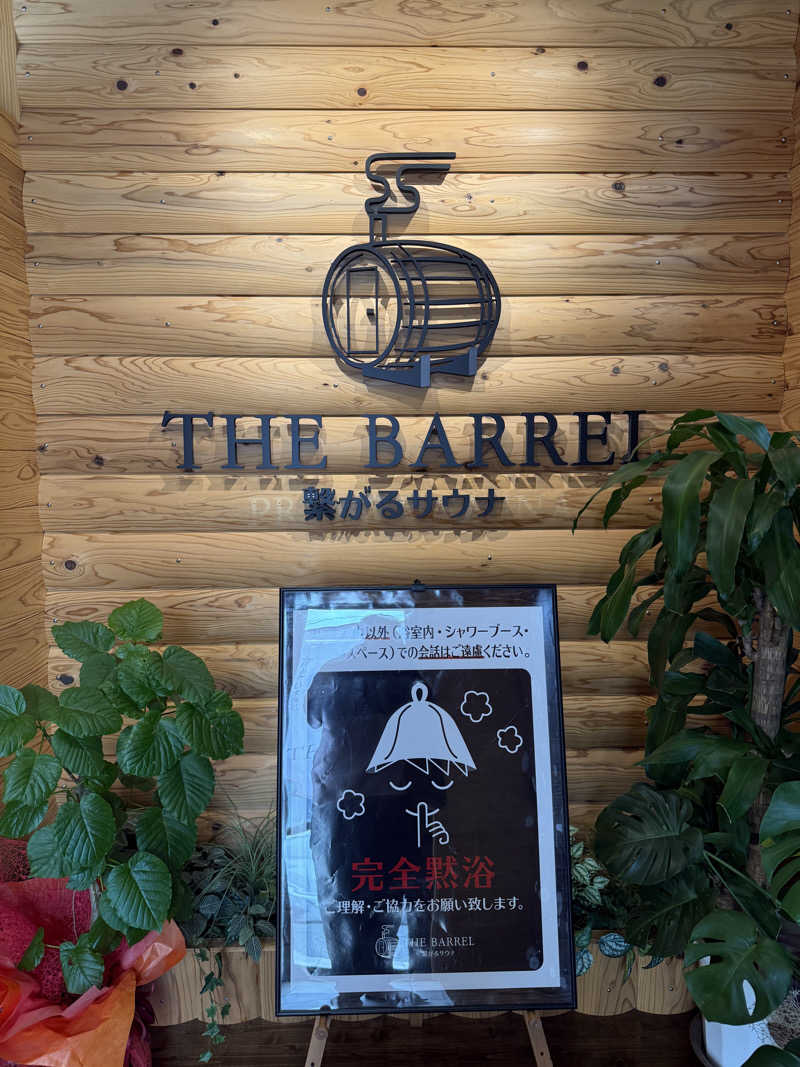 THE BARREL
繋がるサウナ
以外(浴室内・シャワーブース・
スペース)での会話はご遠慮ください。
完全黙浴
ご理解・ご協力をお願い致します。
THE BARREL
繋がるサウナ